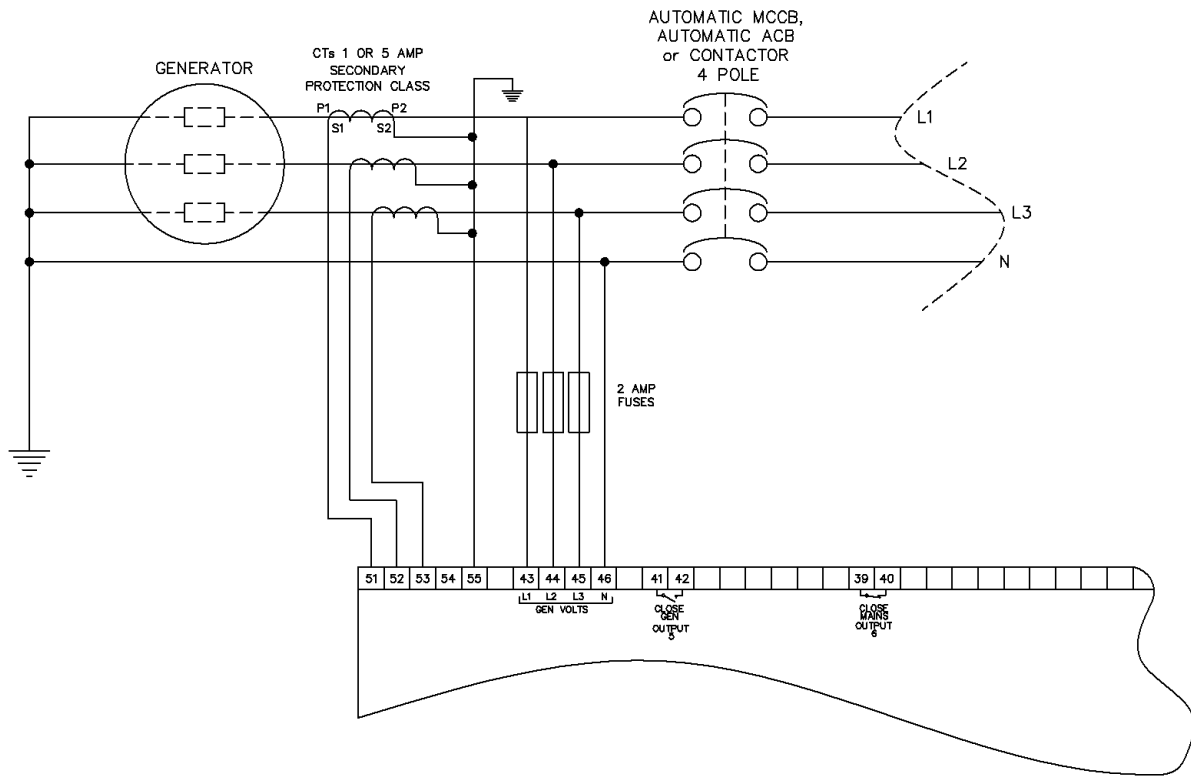 AUTOMATIC MCCB,
AUTOMATIC ACB
or CONTACTOR
4 POLE
CTs 1 OR 5 AMP
SECONDARY
PROTECTION CLASS
GENERATOR
P1 P2
S1 S2
L1
L2
L3
N
2 AMP
FUSES
51 52 53 54 55 43 44 45 46 41 42 39 40
L1 L2 L3 N
GEN VOLTS
CLOSE
GEN
OUTPUT
5
CLOSE
MAINS
OUTPUT
6